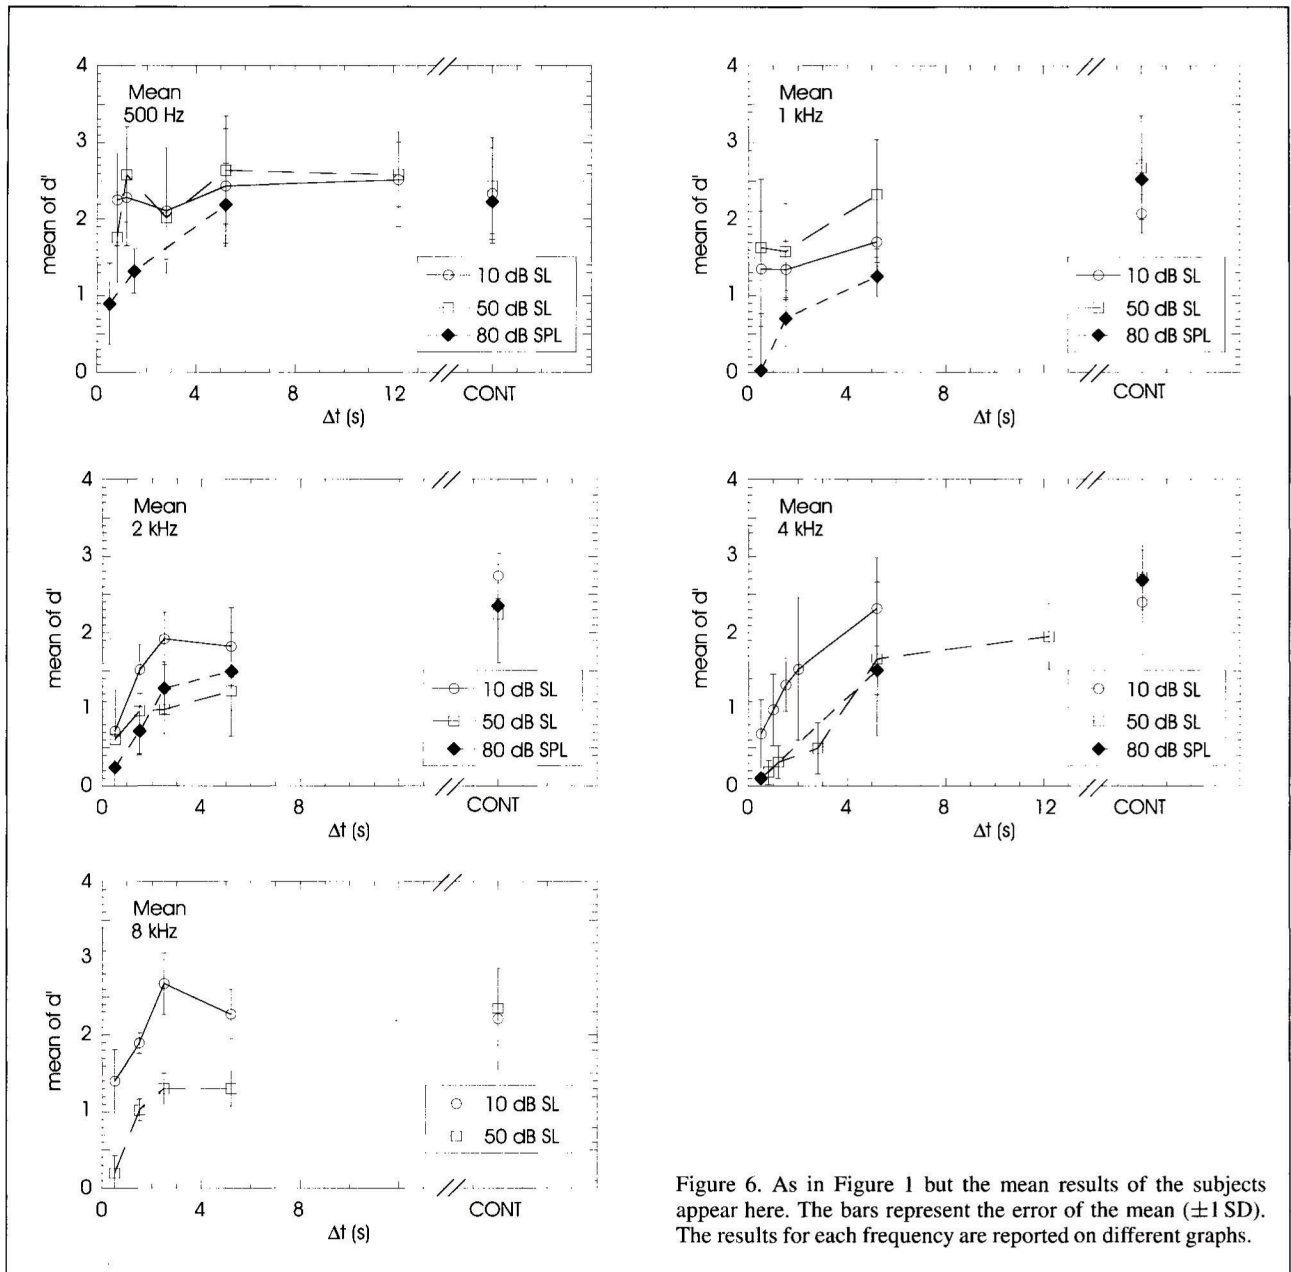 4
3
2
1
0
mean of d'
Mean
500 Hz
10 dB SL
50 dB SL
80 dB SPL
0 4 8 12 CONT
Δt (s)
4
3
2
1
0
mean of d'
Mean
1 kHz
10 dB SL
50 dB SL
80 dB SPL
0 4 8 CONT
Δt (s)
4
3
2
1
0
mean of d'
Mean
2 kHz
10 dB SL
50 dB SL
80 dB SPL
0 4 8 CONT
Δt (s)
4
3
2
1
0
mean of d'
Mean
4 kHz
10 dB SL
50 dB SL
80 dB SPL
0 4 8 12 CONT
Δt (s)
4
3
2
1
0
mean of d'
Mean
8 kHz
10 dB SL
50 dB SL
0 4 8 CONT
Δt (s)
Figure 6. As in Figure 1 but the mean results of the subjects
appear here. The bars represent the error of the mean (±1 SD).
The results for each frequency are reported on different graphs.